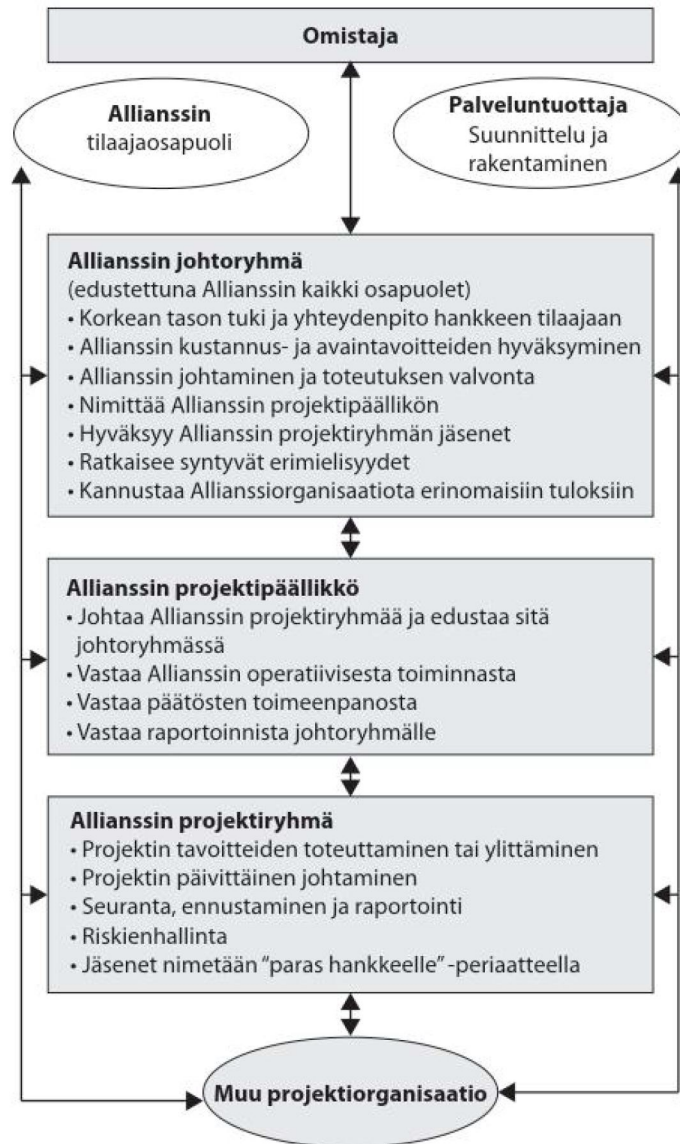 Omistaja
Allianssin
tilaajaosapuoli
Palveluntuottaja
Suunnittelu ja
rakentaminen
Allianssin johtoryhmä
(edustettuna Allianssin kaikki osapuolet)
• Korkean tason tuki ja yhteydenpito hankkeen tilaajaan
• Allianssin kustannus- ja avaintavoitteiden hyväksyminen
• Allianssin johtaminen ja toteutuksen valvonta
• Nimittää Allianssin projektipäällikön
• Hyväksyy Allianssin projektiryhmän jäsenet
• Ratkaisee syntyvät erimielisyydet
• Kannustaa Allianssiorganisaatiota erinomaisiin tuloksiin
Allianssin projektipäällikkö
• Johtaa Allianssin projektiryhmää ja edustaa sitä
johtoryhmässä
• Vastaa Allianssin operatiivisesta toiminnasta
• Vastaa päätösten toimeenpanosta
• Vastaa raportoinnista johtoryhmälle
Allianssin projektiryhmä
• Projektin tavoitteiden toteuttaminen tai ylittäminen
• Projektin päivittäinen johtaminen
• Seuranta, ennustaminen ja raportointi
• Riskienhallinta
• Jäsenet nimetään "paras hankkeelle" -periaatteella
Muu projektiorganisaatio